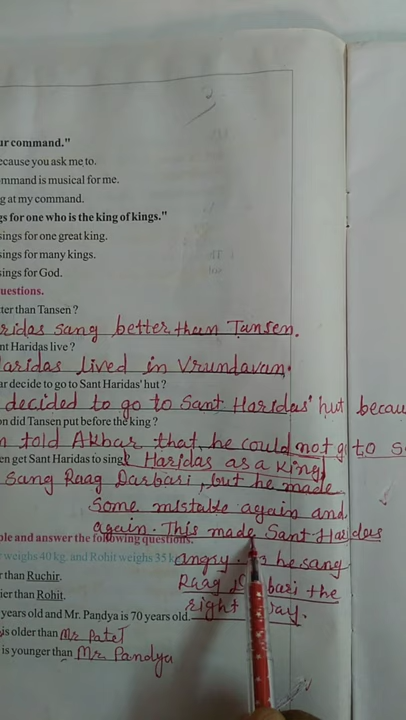 ur command."
ecause you ask me to.
ommand is musical for me.
g at my command.
gs for one who is the king of kings."
sings for one great king.
sings for many kings.
sings for God.
uestions.
tter than Tansen ?
ridas sang better than Tansen.
nt Haridas live ?
aridas lived in Vrundavan.
ar decide to go to Sant Haridas' hut ?
decided to go to Sant Haridas' hut becau
on did Tansen put before the king ?
n told Akbar that he could not go to S
en get Sant Haridas to sing? Haridas as a King
sang Raag Darbari, but he made
some mistake again and
again. This made Sant Haridas
ple and answer the following questions.
weighs 40 kg. and Rohit weighs 35 k
angry. he sang
r than Ruchir.
Raag the
ier than Rohit.
right
years old and Mr. Pandya is 70 years old.
is older than Mr Patel
is younger than Mr. Pandya